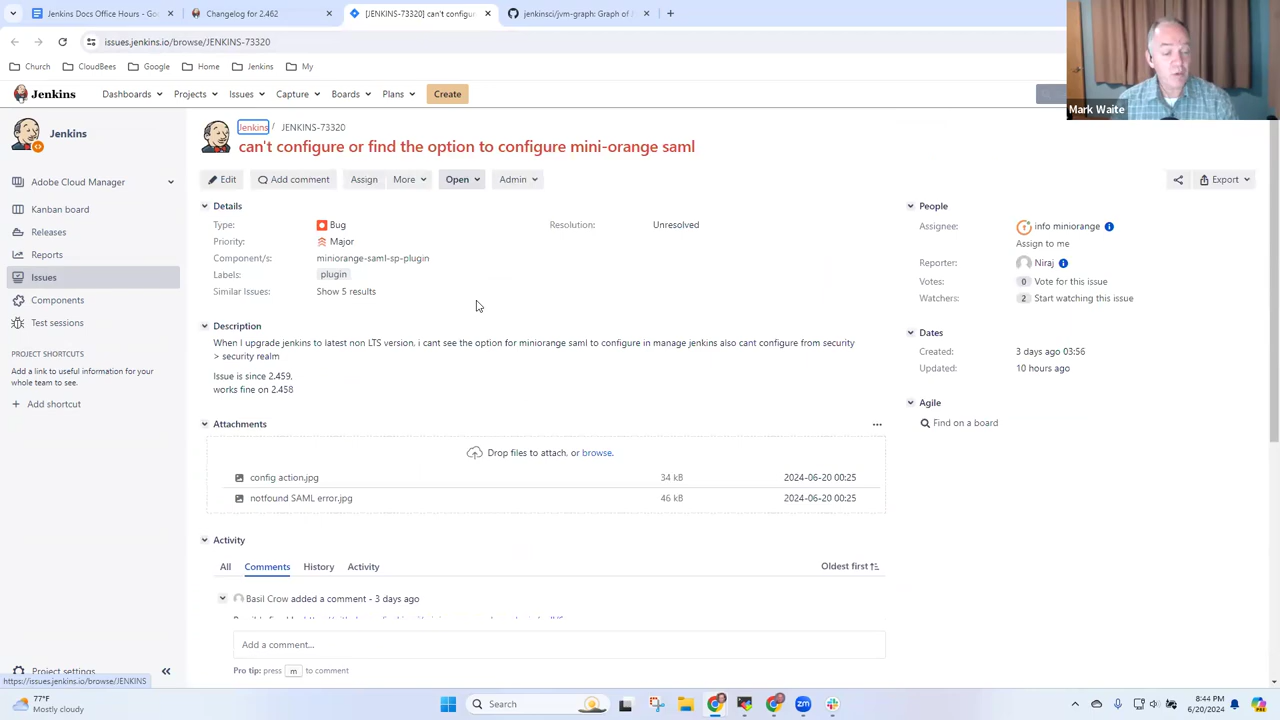 Jenkins Docs Office Hours - Go
Changelog for 2.462
[JENKINS-73320] can't configur
jenkinsci/jvm-graph: Graph of J
issues.jenkins.io/browse/JENKINS-73320
Church CloudBees Google Home Jenkins My
Jenkins Dashboards Projects Issues Capture Boards Plans Create
Mark Waite
Jenkins
Jenkins / JENKINS-73320
can't configure or find the option to configure mini-orange saml
Edit Add comment Assign More Open Admin Export
Adobe Cloud Manager
Kanban board
Releases
Reports
Issues
Components
Test sessions
PROJECT SHORTCUTS
Add a link to useful information for your
whole team to see.
+ Add shortcut
Project settings
Details
Type: Bug Resolution: Unresolved
Priority: Major
Component/s: miniorange-saml-sp-plugin
Labels: plugin
Similar Issues: Show 5 results
Description
When I upgrade jenkins to latest non LTS version, i cant see the option for miniorange saml to configure in manage jenkins also cant configure from security
> security realm
Issue is since 2.459.
works fine on 2.458
Attachments
Drop files to attach, or browse.
config action.jpg 34 kB 2024-06-20 00:25
notfound SAML error.jpg 46 kB 2024-06-20 00:25
Activity
All Comments History Activity Oldest first
Basil Crow added a comment - 3 days ago
Add a comment...
Pro tip: press m to comment
People
Assignee: info miniorange
Assign to me
Reporter: Niraj
Votes: 0 Vote for this issue
Watchers: 2 Start watching this issue
Dates
Created: 3 days ago 03:56
Updated: 10 hours ago
Agile
Find on a board
https://issues.jenkins.io/browse/JENKINS
77°F
Mostly cloudy
Search
8:44 PM
6/20/2024